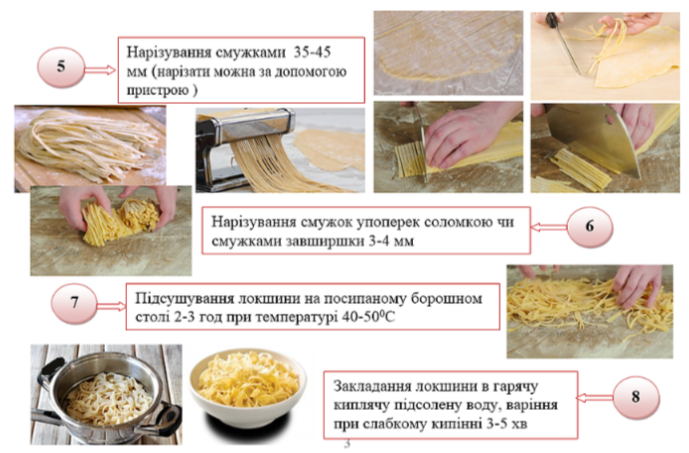 5
Нарізування смужками 35-45
мм (нарізати можна за допомогою
пристрою )
Нарізування смужок упоперек соломкою чи
смужками завширшки 3-4 мм
6
7
Підсушування локшини на посипаному борошном
столі 2-3 год при температурі 40-50⁰С
Закладання локшини в гарячу
киплячу підсолену воду, варіння
при слабкому кипінні 3-5 хв
8
3